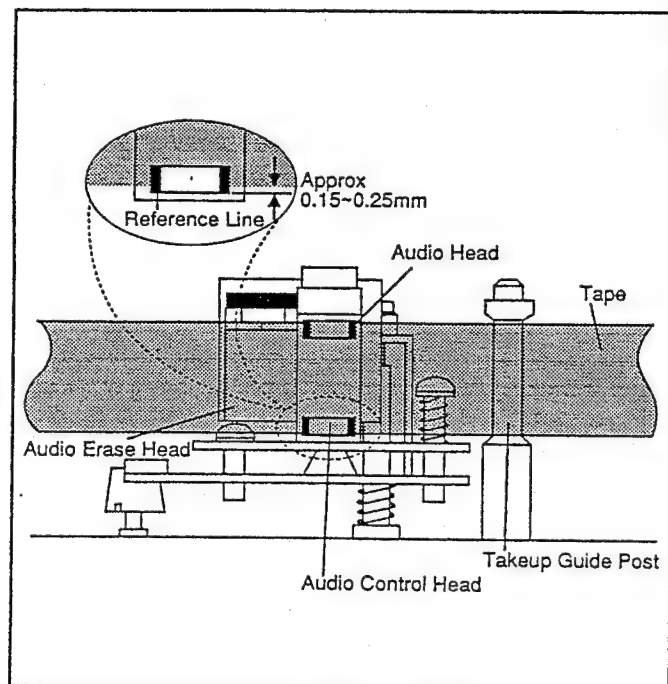 Approx
0.15~0.25mm
Reference Line
Audio Head
Tape
Audio Erase Head
Takeup Guide Post
Audio Control Head